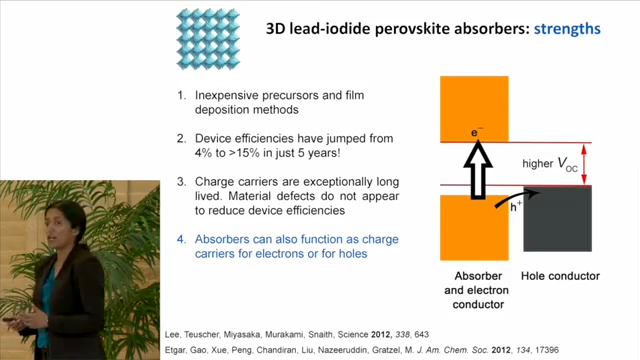 3D lead-iodide perovskite absorbers: strengths
1. Inexpensive precursors and film
deposition methods
2. Device efficiencies have jumped from
4% to >15% in just 5 years!
3. Charge carriers are exceptionally long
lived. Material defects do not appear
to reduce device efficiencies
4. Absorbers can also function as charge
carriers for electrons or for holes
e⁻
higher VOC
h⁺
Absorber
and electron
conductor
Hole conductor
Lee, Teuscher, Miyasaka, Murakami, Snaith, Science 2012, 338, 643
Etgar, Gao, Xue, Peng, Chandiran, Liu, Nazeeruddin, Gratzel, M. J. Am. Chem. Soc. 2012, 134, 17396